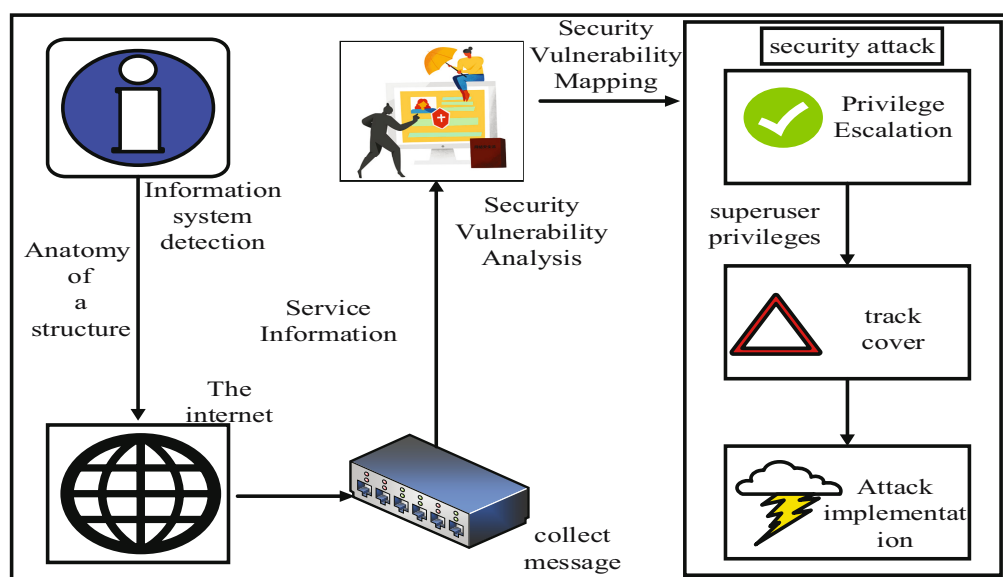 Information
system
detection
Anatomy
of
a
structure
The
internet
collect
message
Service
Information
Security
Vulnerability
Analysis
Security
Vulnerability
Mapping
security attack
Privilege
Escalation
superuser
privileges
track
cover
Attack
implementat
ion